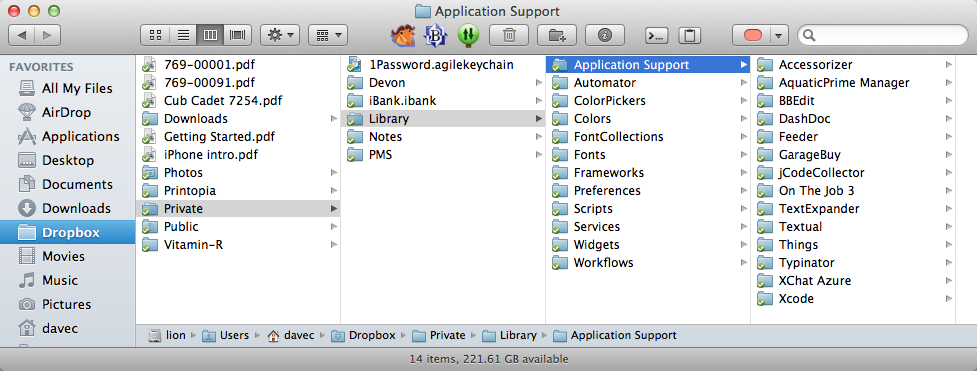 Application Support
FAVORITES
All My Files
AirDrop
Applications
Desktop
Documents
Downloads
Dropbox
Movies
Music
Pictures
davec
769-00001.pdf
769-00091.pdf
Cub Cadet 7254.pdf
Downloads
Getting Started.pdf
iPhone intro.pdf
Photos
Printopia
Private
Public
Vitamin-R
1Password.agilekeychain
Devon
iBank.ibank
Library
Notes
PMS
Application Support
Automator
ColorPickers
Colors
FontCollections
Fonts
Frameworks
Preferences
Scripts
Services
Widgets
Workflows
Accessorizer
AquaticPrime Manager
BBEdit
DashDoc
Feeder
GarageBuy
jCodeCollector
On The Job 3
TextExpander
Textual
Things
Typinator
XChat Azure
Xcode
lion ▸ Users ▸ davec ▸ Dropbox ▸ Private ▸ Library ▸ Application Support
14 items, 221.61 GB available